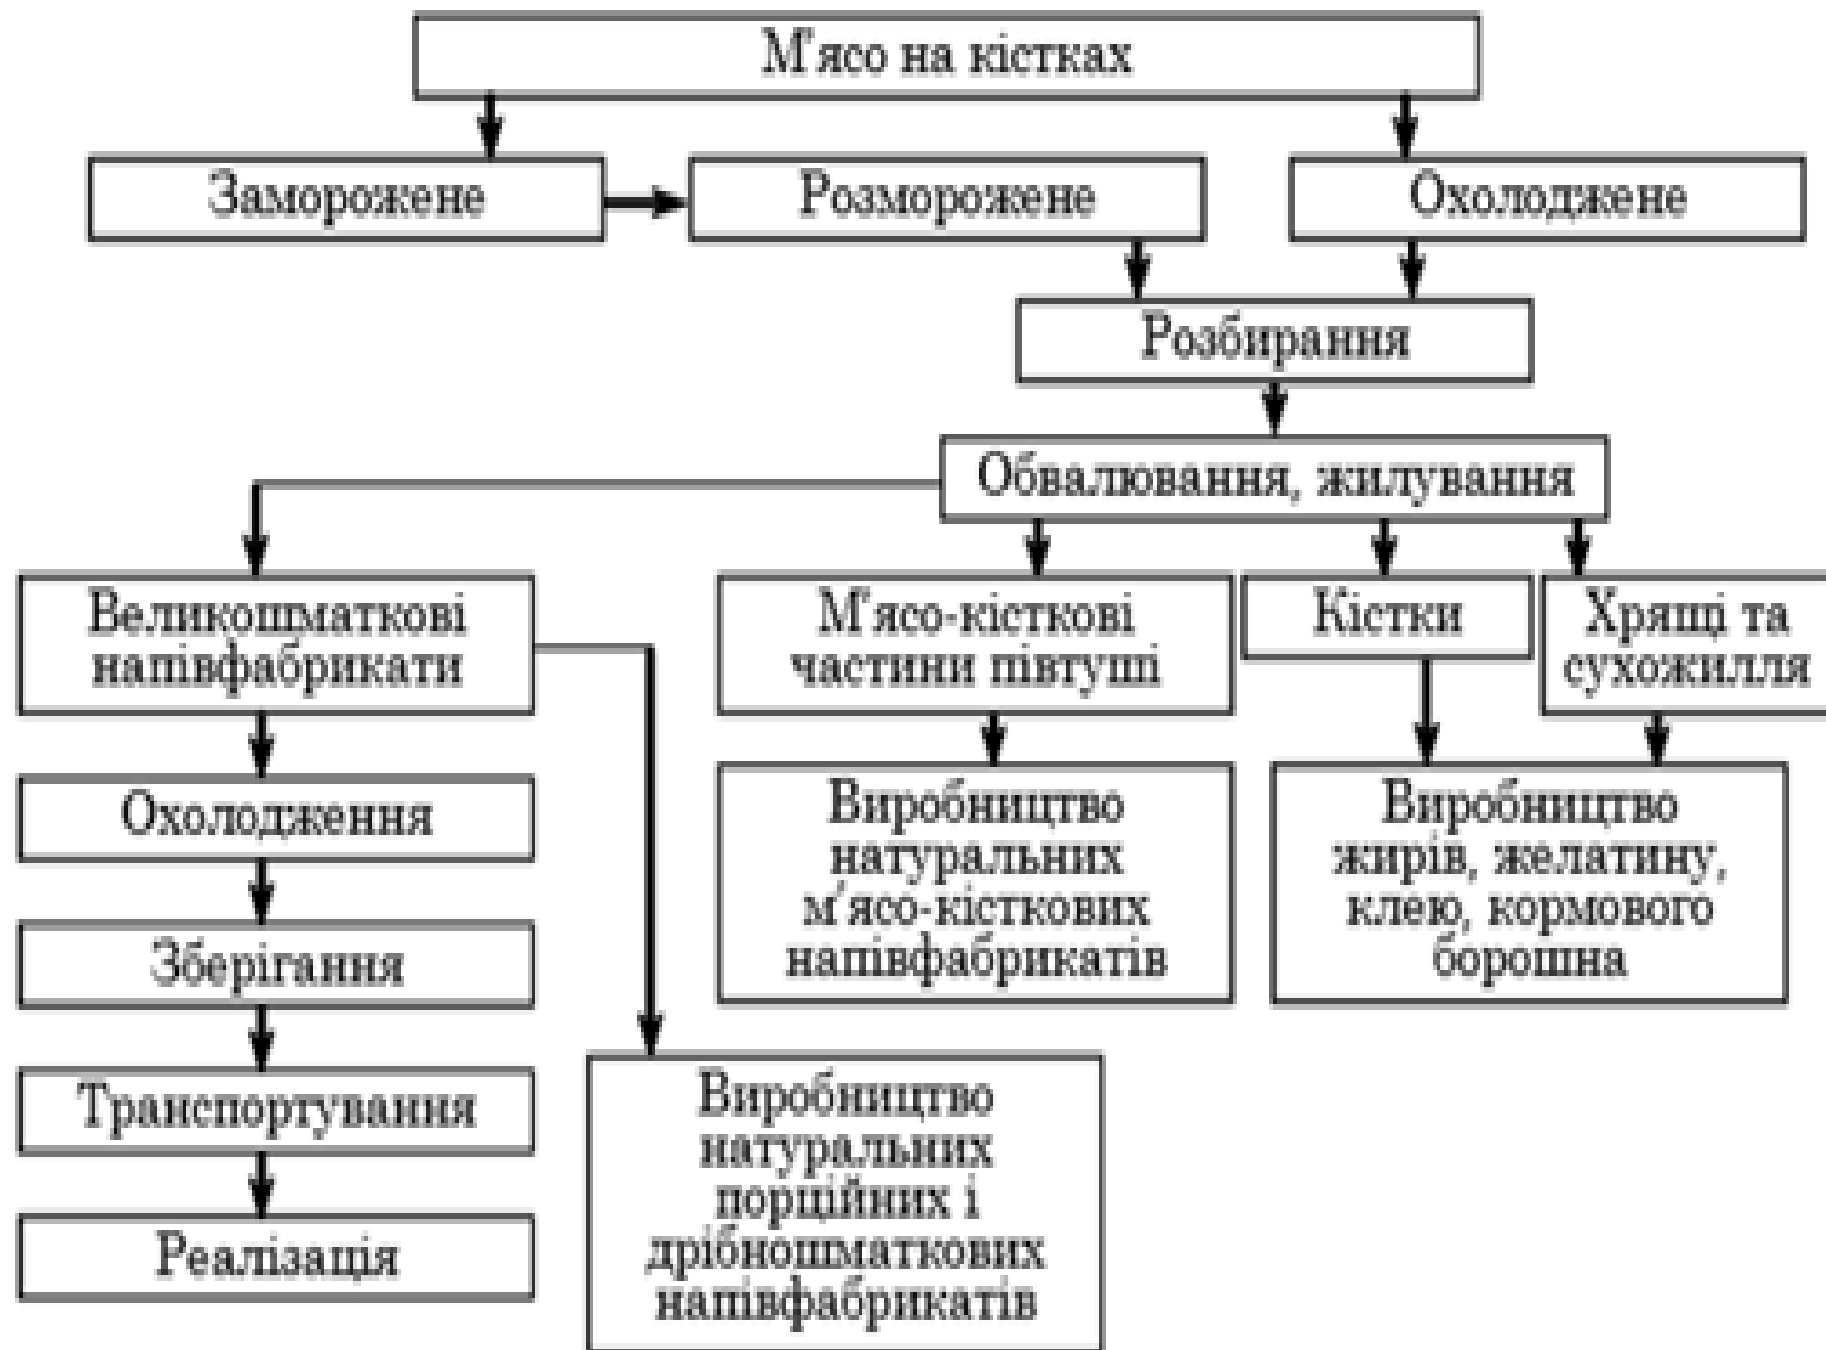 М'ясо на кістках
Заморожене
Розморожене
Охолоджене
Розбирання
Обвалювання, жилування
Великошматкові
напівфабрикати
М'ясо-кісткові
частини півтуші
Кістки
Хрящі та
сухожилля
Охолодження
Зберігання
Транспортування
Реалізація
Виробництво
натуральних
м'ясо-кісткових
напівфабрикатів
Виробництво
жирів, желатину,
клею, кормового
борошна
Виробництво
натуральних
порційних і
дрібношматкових
напівфабрикатів